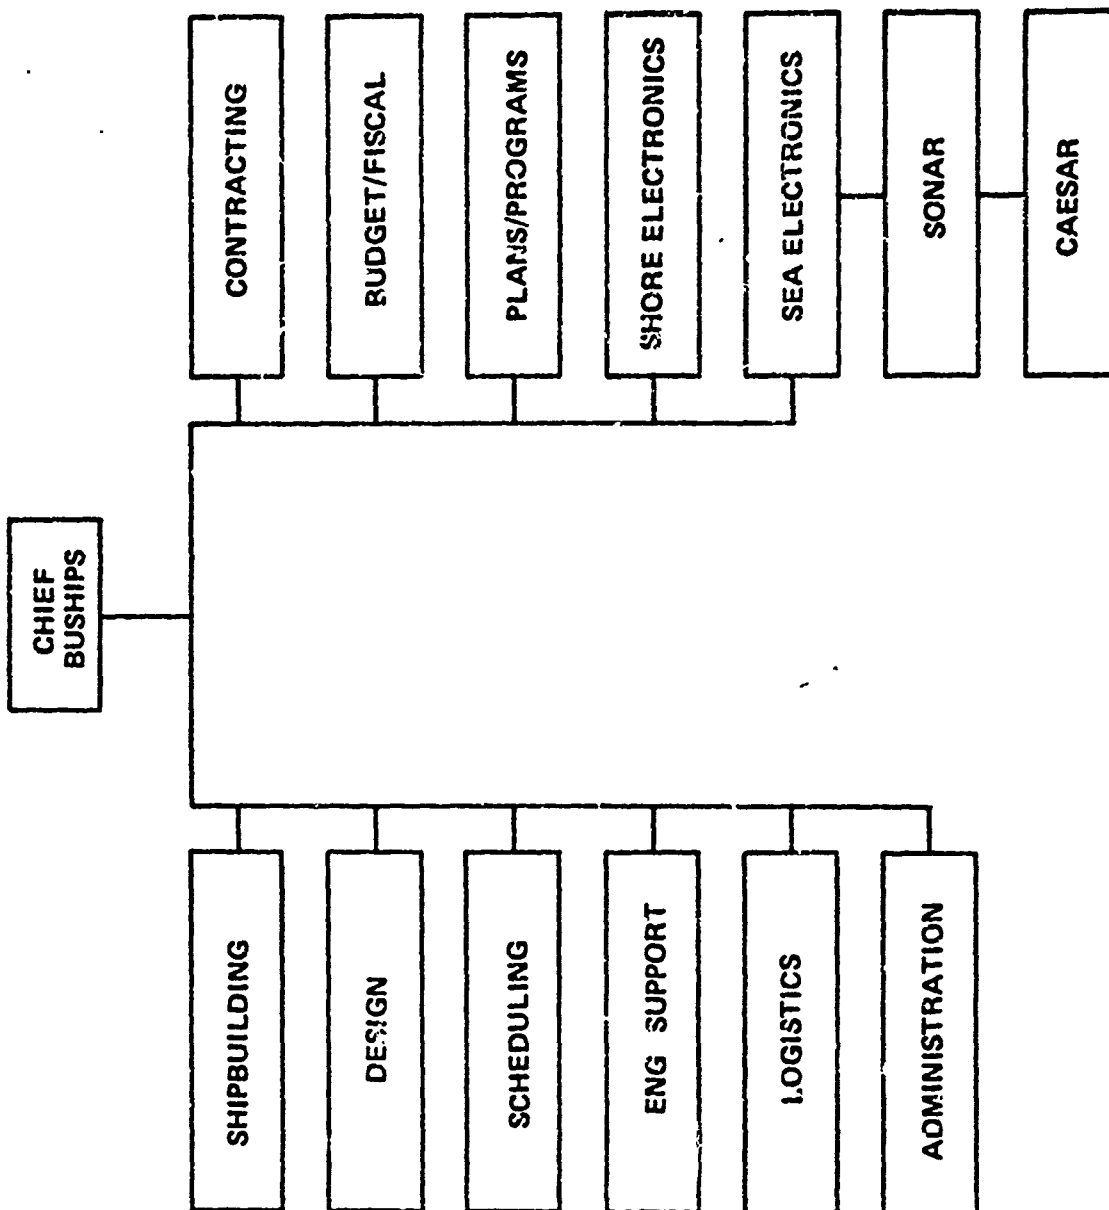 CHIEF
BUSHIPS
SHIPBUILDING
DESIGN
SCHEDULING
ENG SUPPORT
LOGISTICS
ADMINISTRATION
CONTRACTING
BUDGET/FISCAL
PLANS/PROGRAMS
SHORE ELECTRONICS
SEA ELECTRONICS
SONAR
CAESAR